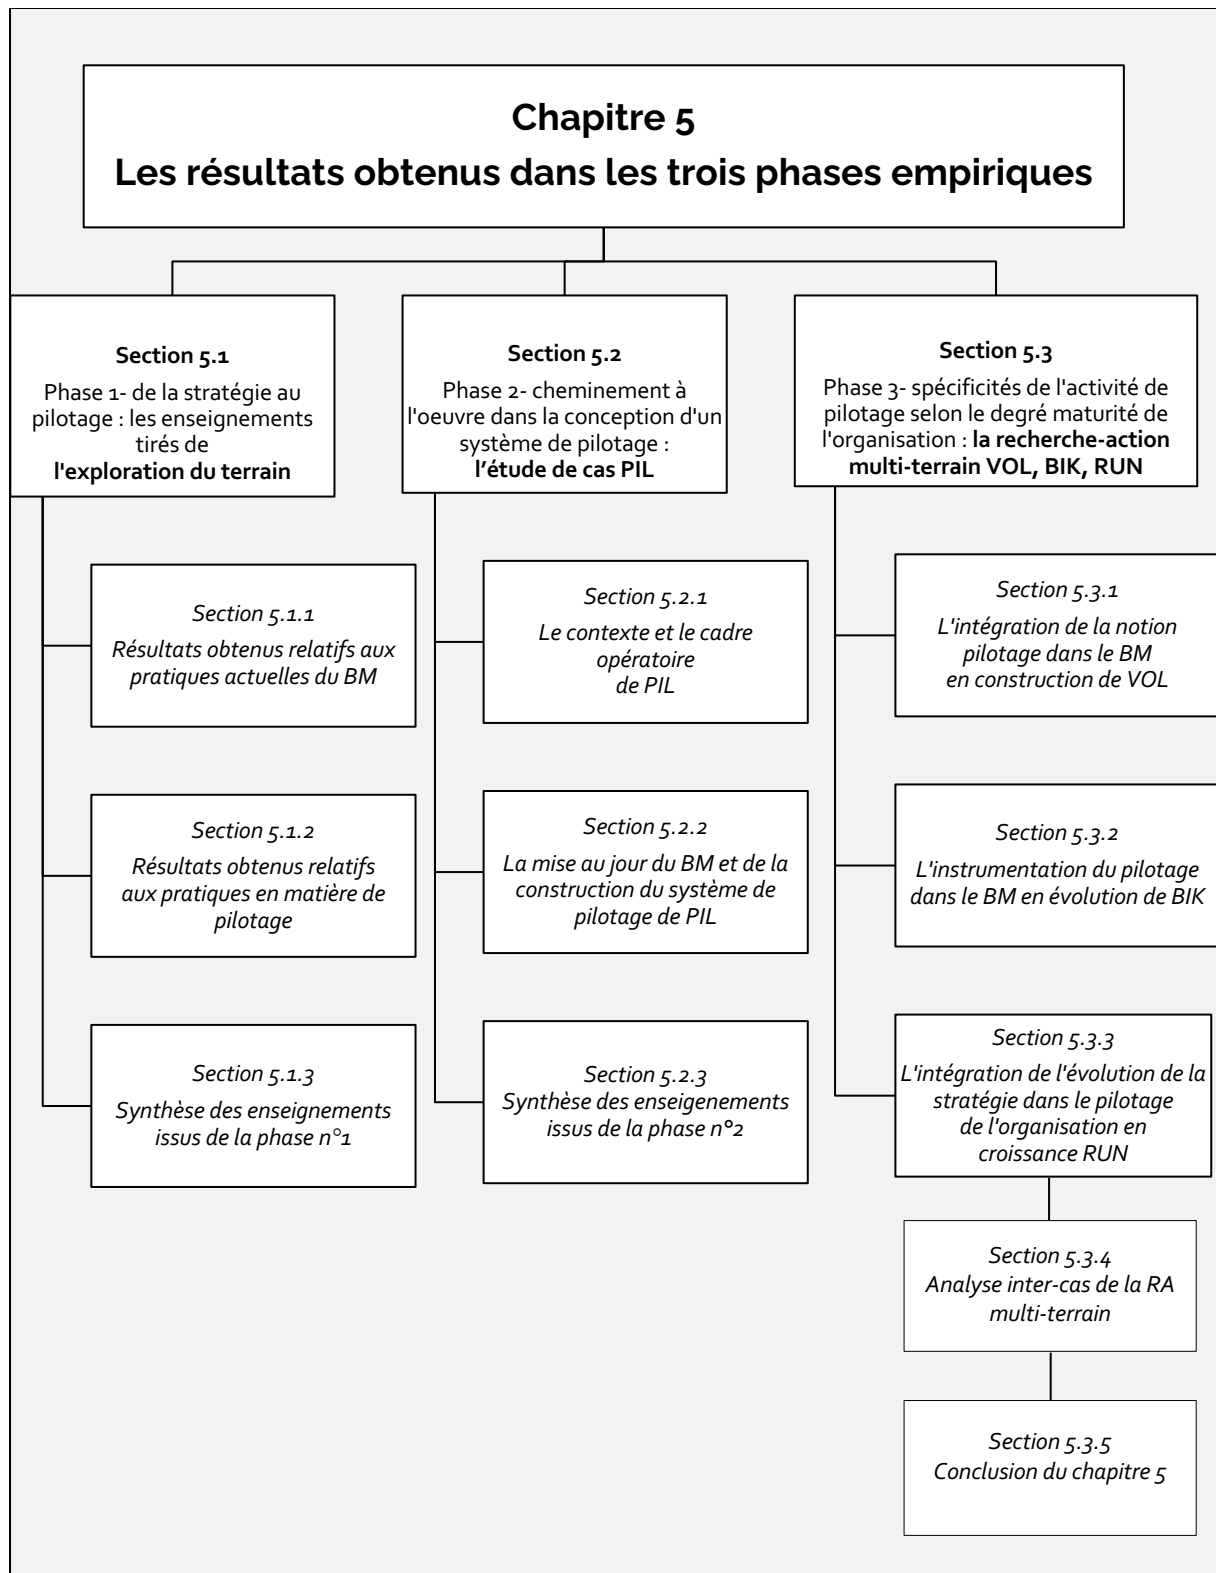 Chapitre 5
Les résultats obtenus dans les trois phases empiriques
Section 5.1
Phase 1- de la stratégie au
pilotage : les enseignements
tirés de
l'exploration du terrain
Section 5.1.1
Résultats obtenus relatifs aux
pratiques actuelles du BM
Section 5.1.2
Résultats obtenus relatifs
aux pratiques en matière de
pilotage
Section 5.1.3
Synthèse des enseignements
issus de la phase n°1
Section 5.2
Phase 2- cheminement à
l'oeuvre dans la conception d'un
système de pilotage :
l’étude de cas PIL
Section 5.2.1
Le contexte et le cadre
opératoire
de PIL
Section 5.2.2
La mise au jour du BM et de la
construction du système de
pilotage de PIL
Section 5.2.3
Synthèse des enseigenements
issus de la phase n°2
Section 5.3
Phase 3- spécificités de l'activité de
pilotage selon le degré maturité de
l'organisation : la recherche-action
multi-terrain VOL, BIK, RUN
Section 5.3.1
L'intégration de la notion
pilotage dans le BM
en construction de VOL
Section 5.3.2
L'instrumentation du pilotage
dans le BM en évolution de BIK
Section 5.3.3
L'intégration de l'évolution de la
stratégie dans le pilotage
de l'organisation en
croissance RUN
Section 5.3.4
Analyse inter-cas de la RA
multi-terrain
Section 5.3.5
Conclusion du chapitre 5